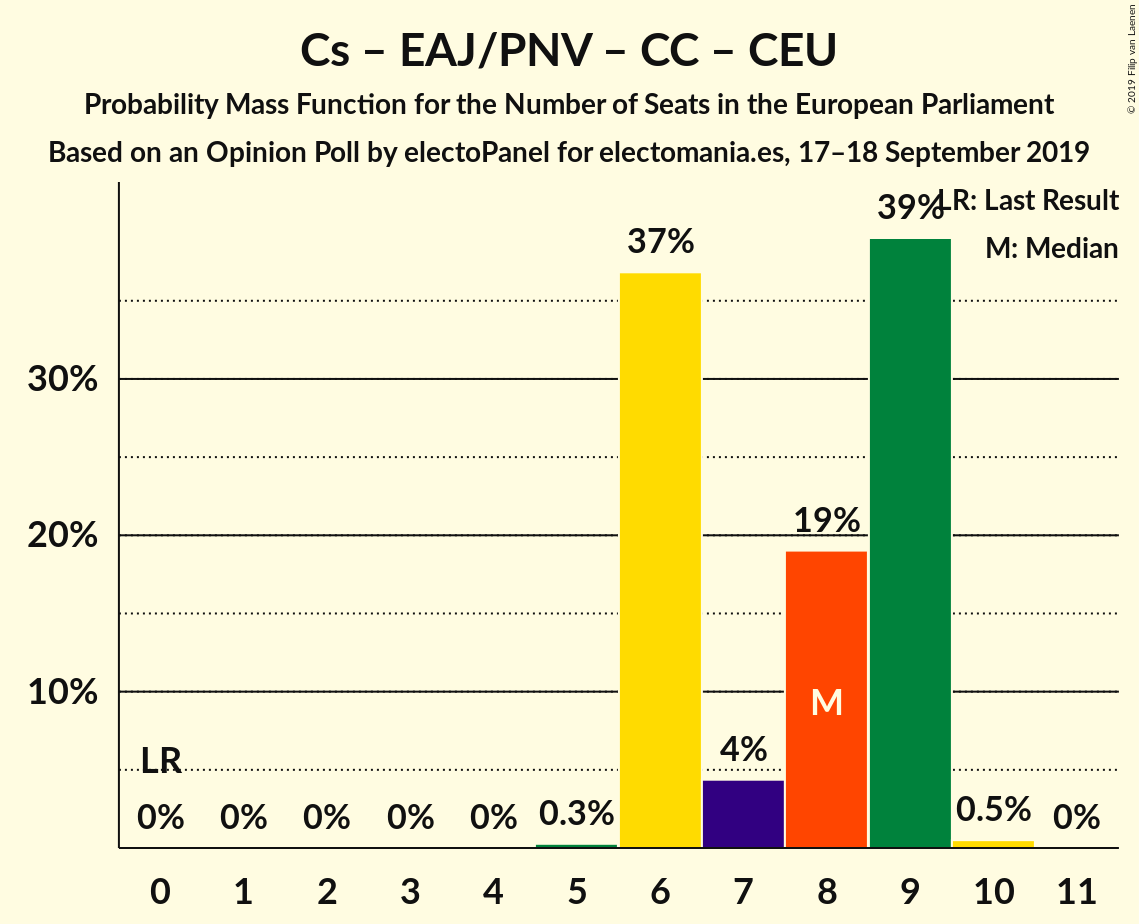 Cs – EAJ/PNV – CC – CEU
Probability Mass Function for the Number of Seats in the European Parliament
Based on an Opinion Poll by electoPanel for electomania.es, 17–18 September 2019
© 2019 Filip van Laenen
LR: Last Result
M: Median
39%
37%
30%
19%
20%
M
10%
4%
LR
0% 0% 0% 0% 0% 0.3% 0.5% 0%
0 1 2 3 4 5 6 7 8 9 10 11